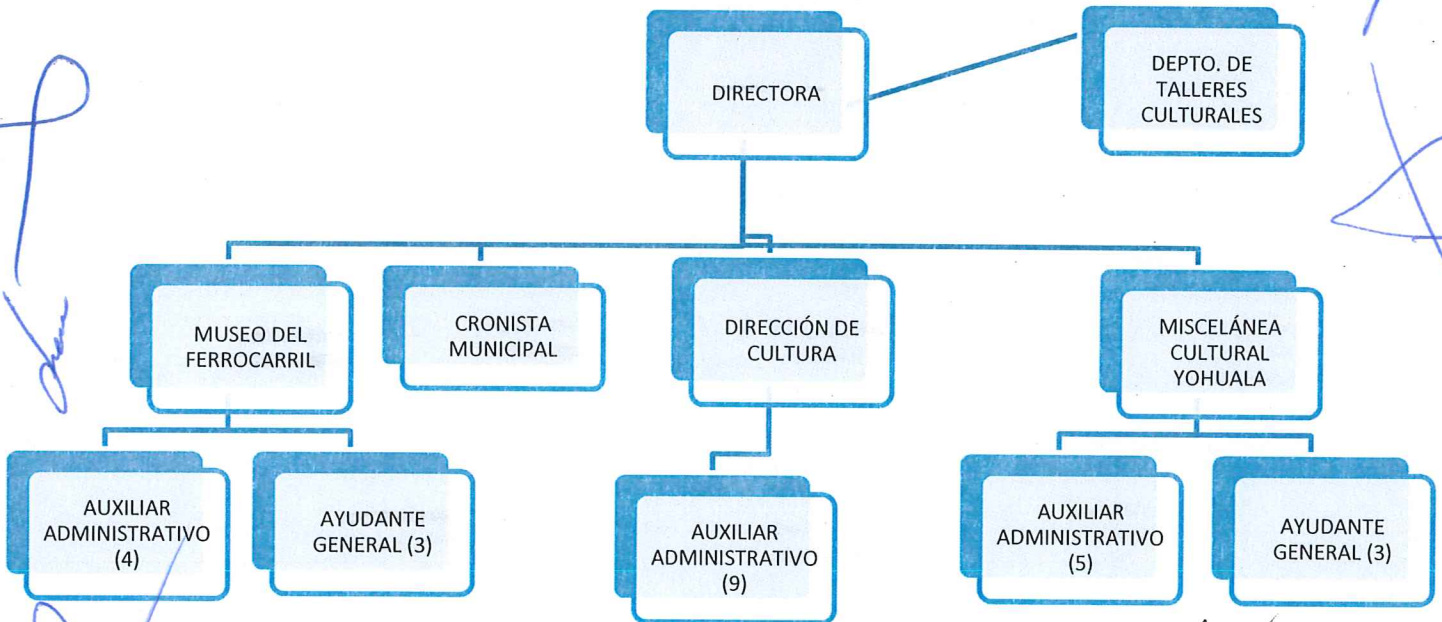 DIRECTORA
DEPTO. DE
TALLERES
CULTURALES
MUSEO DEL
FERROCARRIL
CRONISTA
MUNICIPAL
DIRECCIÓN DE
CULTURA
MISCELÁNEA
CULTURAL
YOHUALA
AUXILIAR
ADMINISTRATIVO
(4)
AYUDANTE
GENERAL (3)
AUXILIAR
ADMINISTRATIVO
(9)
AUXILIAR
ADMINISTRATIVO
(5)
AYUDANTE
GENERAL (3)